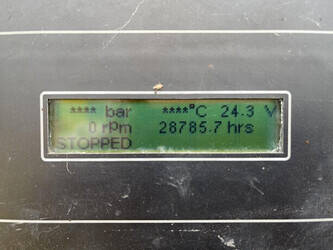 **** bar ****°C 24.3 V
0 rpm 28785.7 hrs
STOPPED